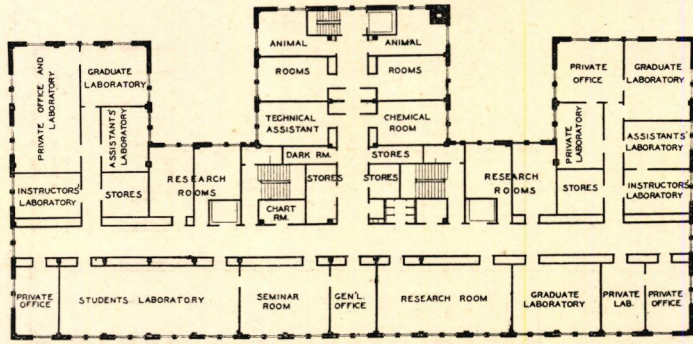 ANIMAL
ANIMAL
ROOMS
ROOMS
TECHNICAL
ASSISTANT
CHEMICAL
ROOM
DARK RM.
STORES
STORES
STORES
CHART
RM.
PRIVATE OFFICE AND
LABORATORY
GRADUATE
LABORATORY
ASSISTANTS'
LABORATORY
INSTRUCTORS'
LABORATORY
STORES
RESEARCH
ROOMS
RESEARCH
ROOMS
PRIVATE
OFFICE
GRADUATE
LABORATORY
PRIVATE
LABORATORY
ASSISTANTS'
LABORATORY
STORES
INSTRUCTORS'
LABORATORY
PRIVATE
OFFICE
STUDENTS LABORATORY
SEMINAR
ROOM
GEN'L.
OFFICE
RESEARCH ROOM
GRADUATE
LABORATORY
PRIVATE
LAB.
PRIVATE
OFFICE